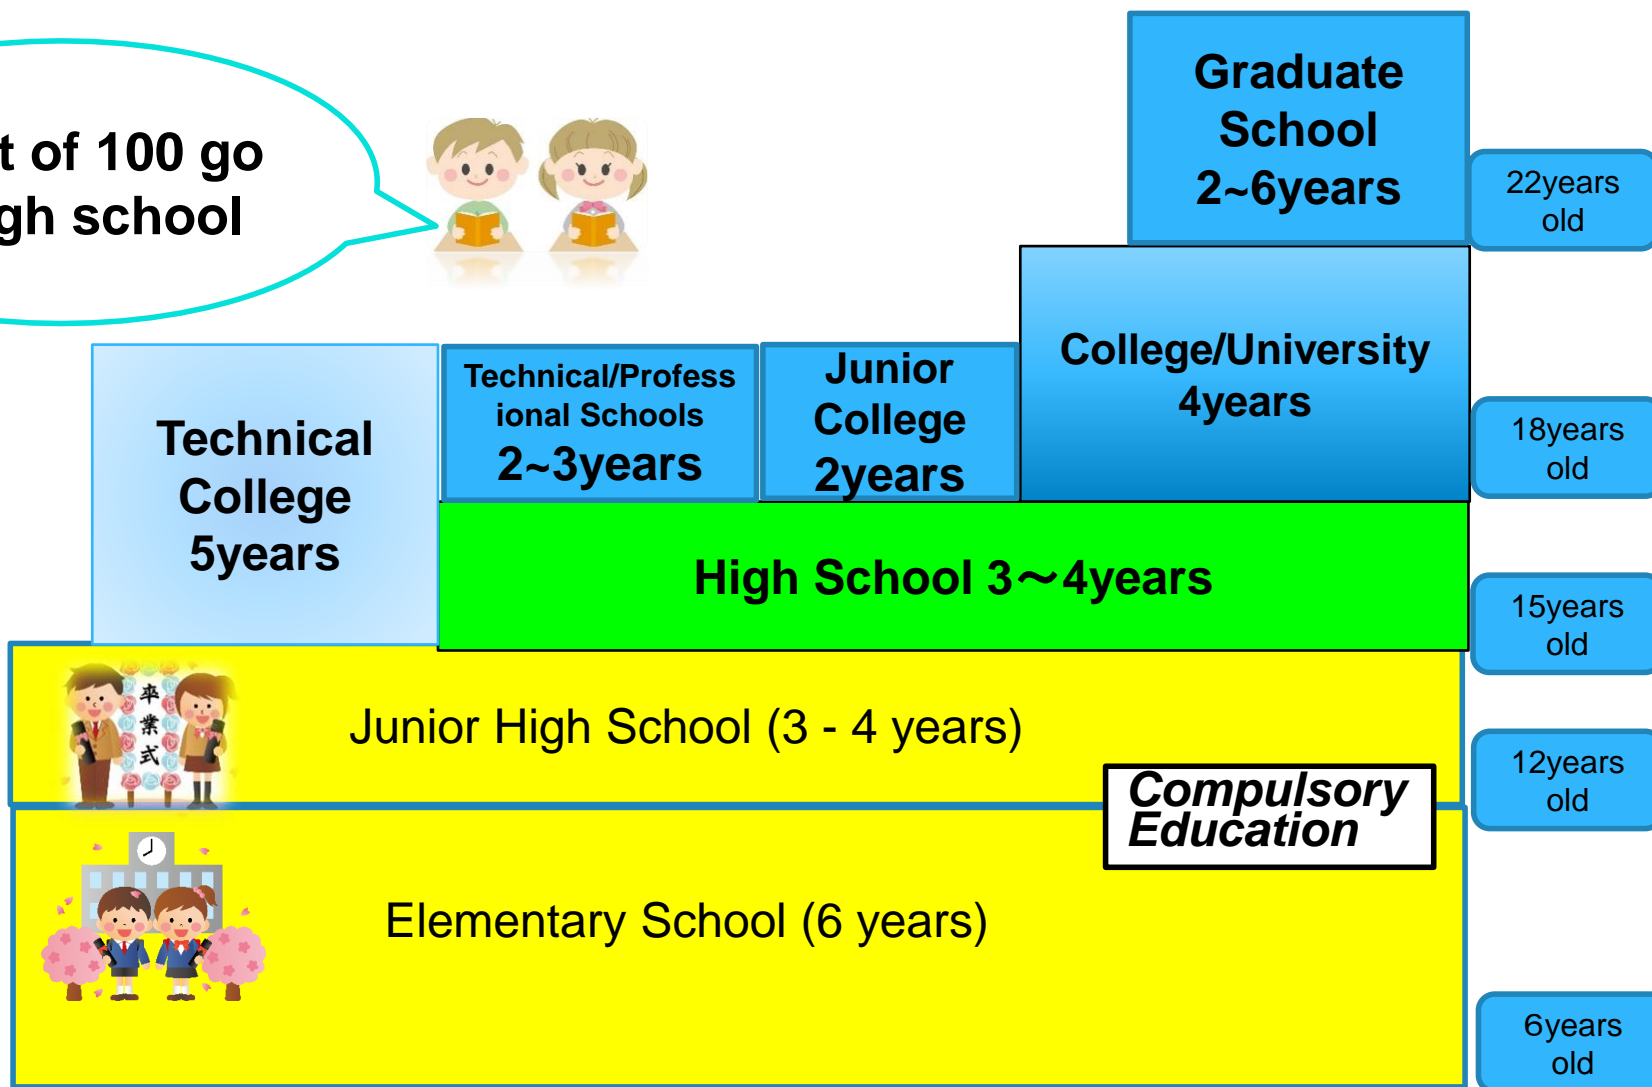 of 100 go
school
Graduate
School
2~6years
22years
old
College/University
4years
Technical/Profess
ional Schools
2~3years
Junior
College
2years
18years
old
Technical
College
5years
High School 3～4years
15years
old
卒業式
Junior High School (3 - 4 years)
12years
old
Compulsory
Education
Elementary School (6 years)
6years
old